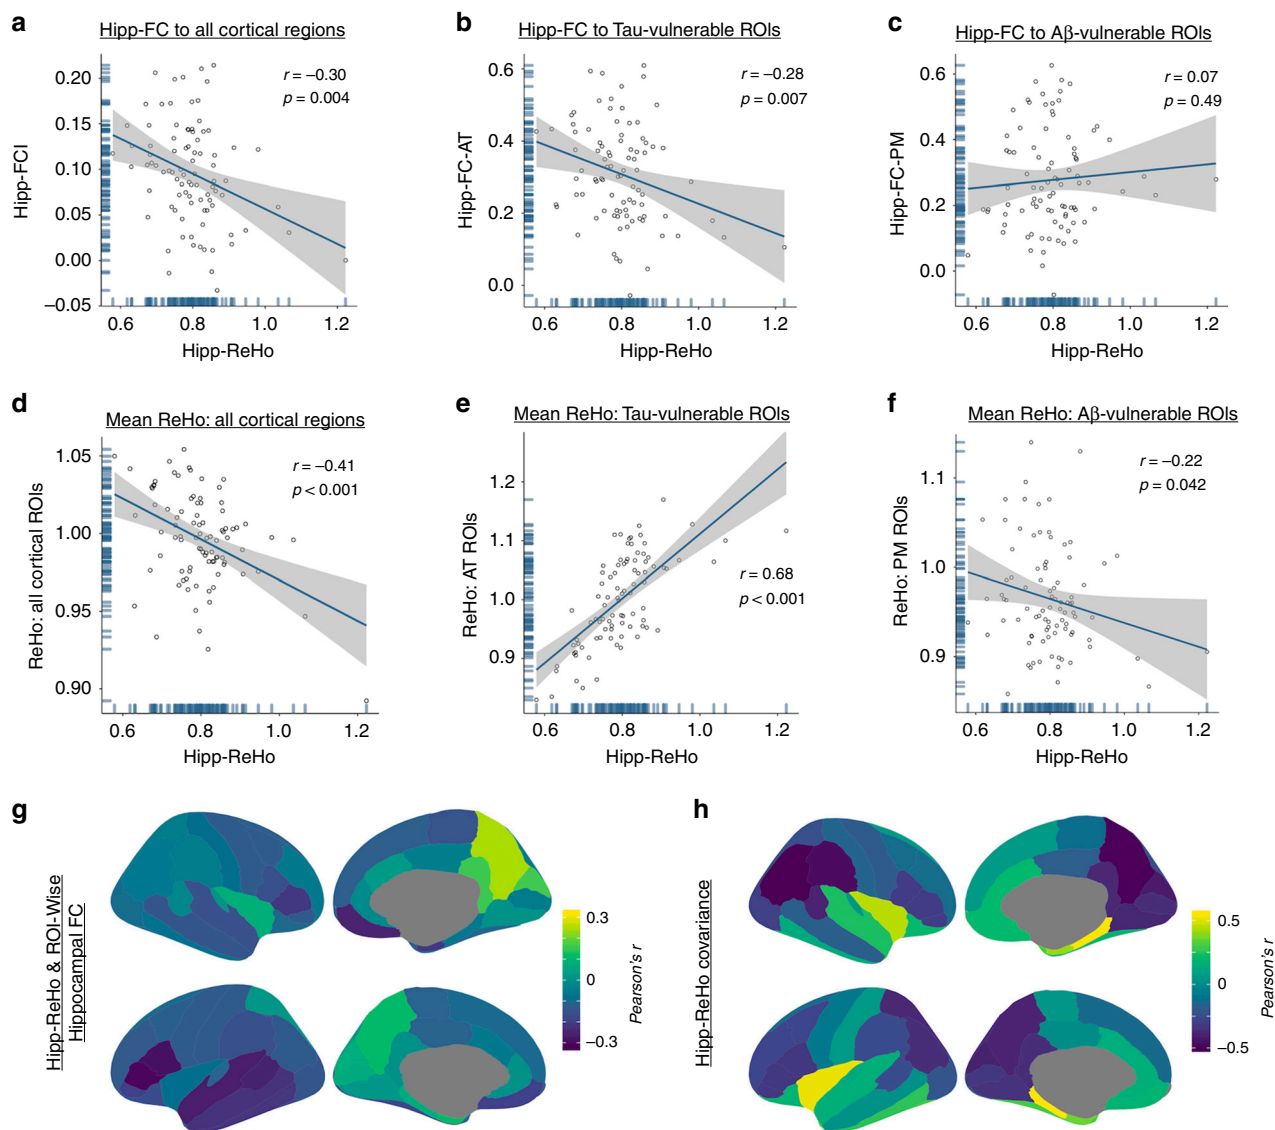 a
Hipp-FC to all cortical regions
r = –0.30
p = 0.004
Hipp-FCI
0.20
0.15
0.10
0.05
0.00
–0.05
0.6 0.8 1.0 1.2
Hipp-ReHo
b
Hipp-FC to Tau-vulnerable ROIs
r = –0.28
p = 0.007
Hipp-FC-AT
0.6
0.4
0.2
0.0
0.6 0.8 1.0 1.2
Hipp-ReHo
c
Hipp-FC to Aβ-vulnerable ROIs
r = 0.07
p = 0.49
Hipp-FC-PM
0.6
0.4
0.2
0.0
0.6 0.8 1.0 1.2
Hipp-ReHo
d
Mean ReHo: all cortical regions
r = –0.41
p < 0.001
ReHo: all cortical ROIs
1.05
1.00
0.95
0.90
0.6 0.8 1.0 1.2
Hipp-ReHo
e
Mean ReHo: Tau-vulnerable ROIs
r = 0.68
p < 0.001
ReHo: AT ROIs
1.2
1.1
1.0
0.9
0.6 0.8 1.0 1.2
Hipp-ReHo
f
Mean ReHo: Aβ-vulnerable ROIs
r = –0.22
p = 0.042
ReHo: PM ROIs
1.1
1.0
0.9
0.6 0.8 1.0 1.2
Hipp-ReHo
g
Hipp-ReHo & ROI-Wise
Hippocampal FC
0.3
0
–0.3
Pearson's r
h
Hipp-ReHo covariance
0.5
0
–0.5
Pearson's r